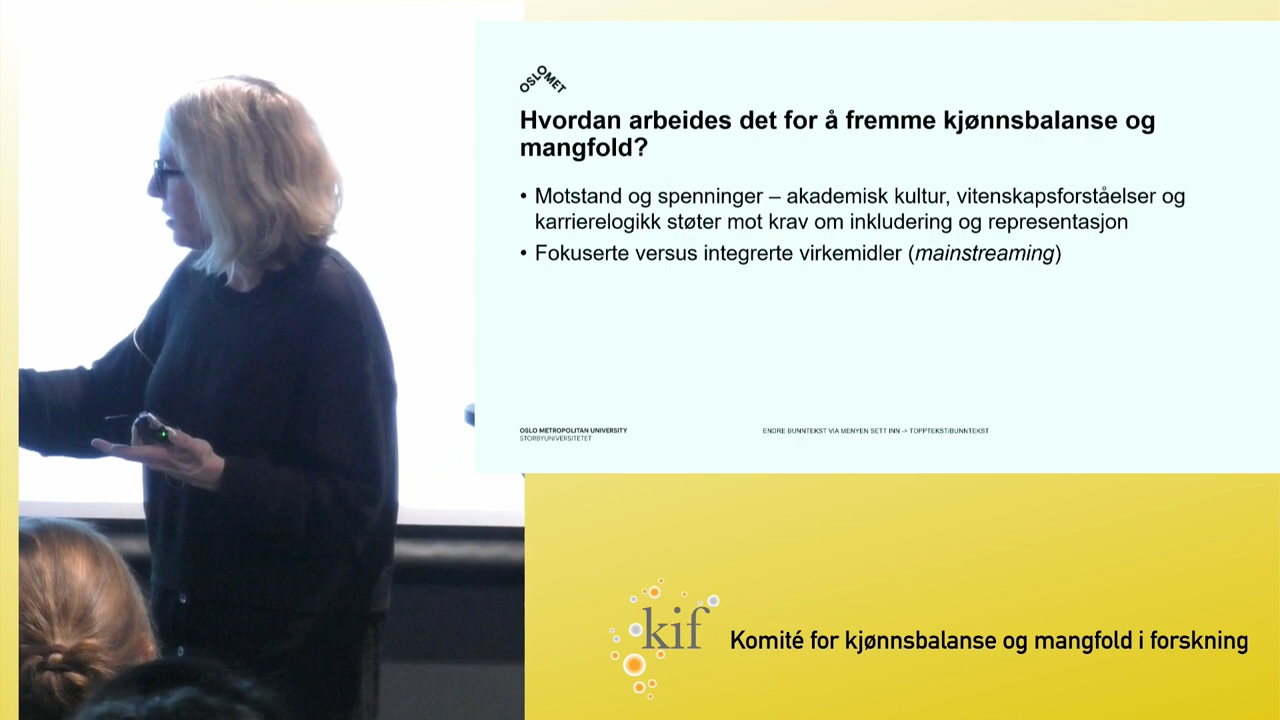 OSLOMET
Hvordan arbeides det for å fremme kjønnsbalanse og
mangfold?
• Motstand og spenninger – akademisk kultur, vitenskapsforståelser og
karrierelogikk støter mot krav om inkludering og representasjon
• Fokuserte versus integrerte virkemidler (mainstreaming)
OSLO METROPOLITAN UNIVERSITY
STORBYUNIVERSITETET
ENDRE BUNNTEKST VIA MENYEN SETT INN -> TOPPTEKST/BUNNTEKST
kif
Komité for kjønnsbalanse og mangfold i forskning